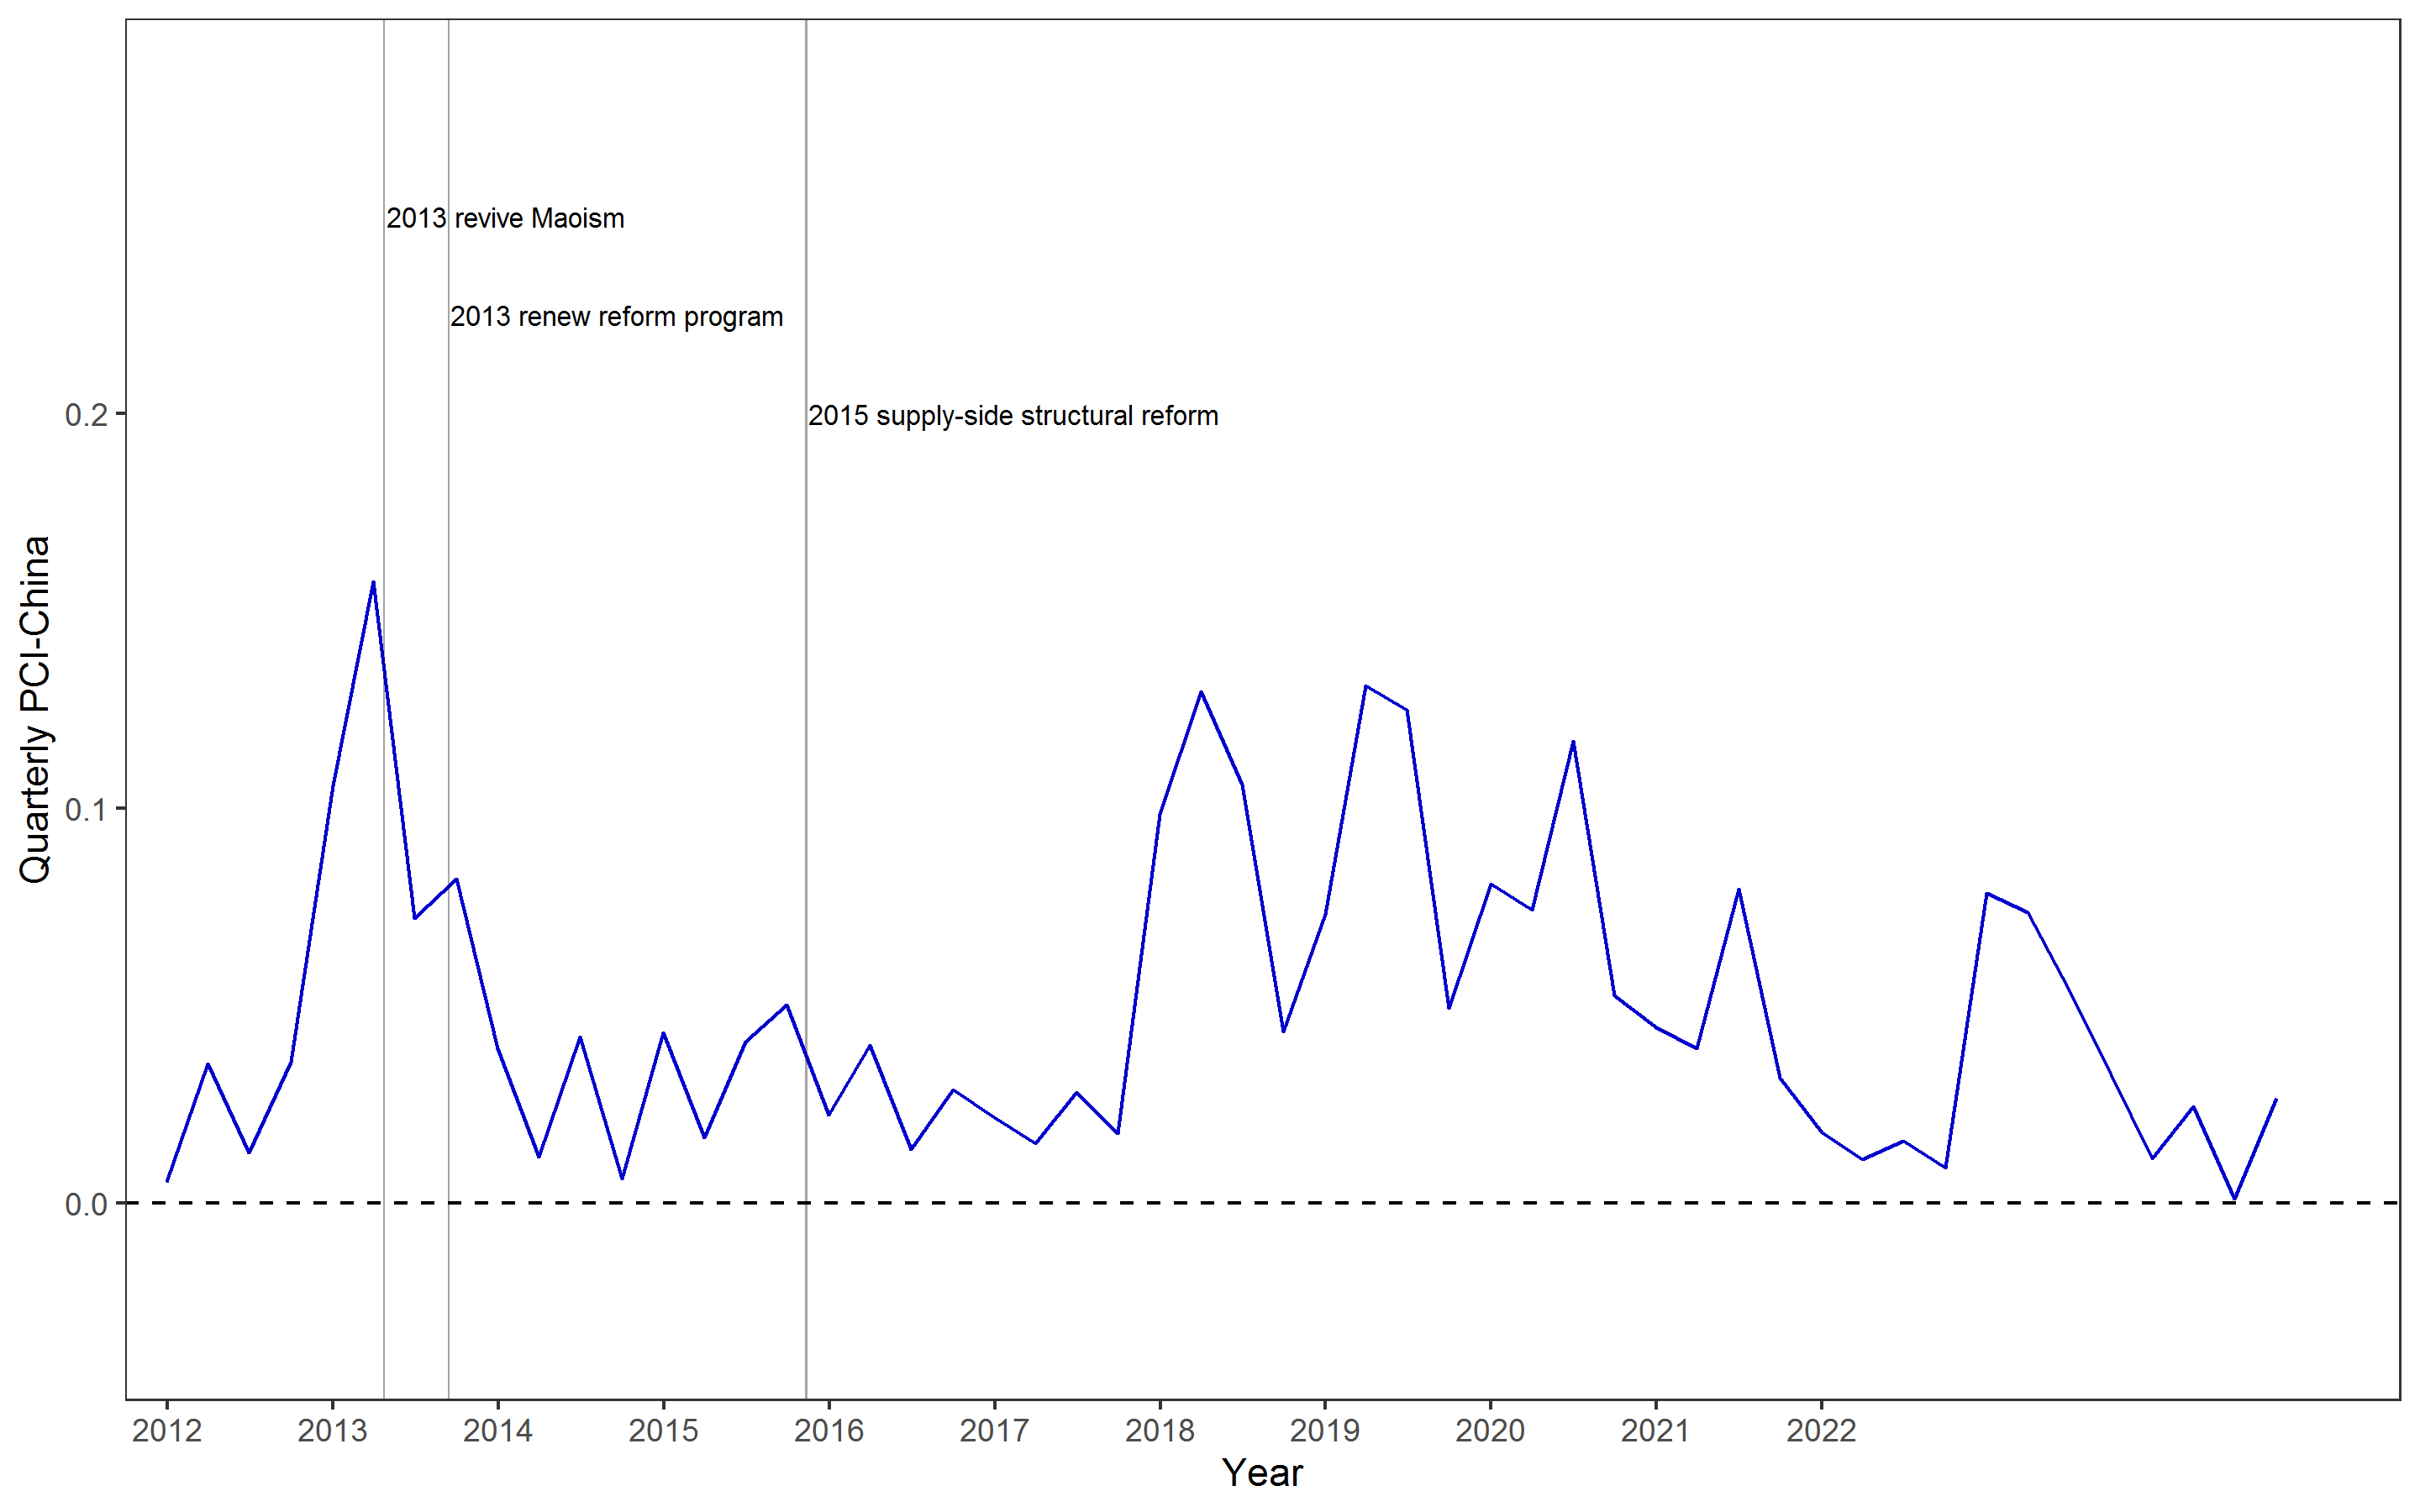 2013 revive Maoism
2013 renew reform program
2015 supply-side structural reform
Quarterly PCI-China
0.2
0.1
0.0
2012 2013 2014 2015 2016 2017 2018 2019 2020 2021 2022
Year